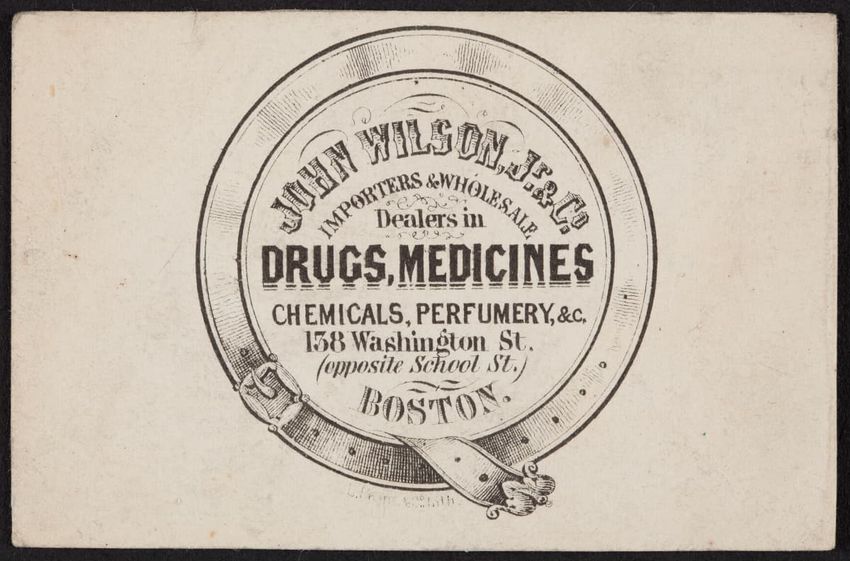 JOHN WILSON, Jr. & Co.
IMPORTERS & WHOLESALE
Dealers in
DRUGS, MEDICINES
CHEMICALS, PERFUMERY, &c.
138 Washington St.
(opposite School St.)
BOSTON.